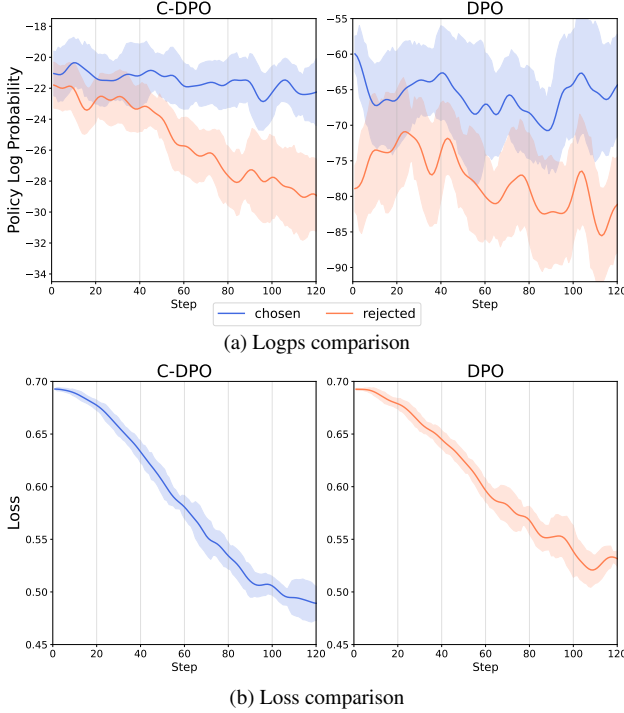 C-DPO
DPO
Policy Log Probability
−20
−22
−24
−26
−28
−30
−32
−34
0 20 40 60 80 100 120
Step
−55
−60
−65
−70
−75
−80
−85
−90
0 20 40 60 80 100 120
Step
chosen rejected
(a) Logps comparison
C-DPO
DPO
Loss
0.70
0.65
0.60
0.55
0.50
0.45
0 20 40 60 80 100 120
Step
0.70
0.65
0.60
0.55
0.50
0.45
0 20 40 60 80 100 120
Step
(b) Loss comparison